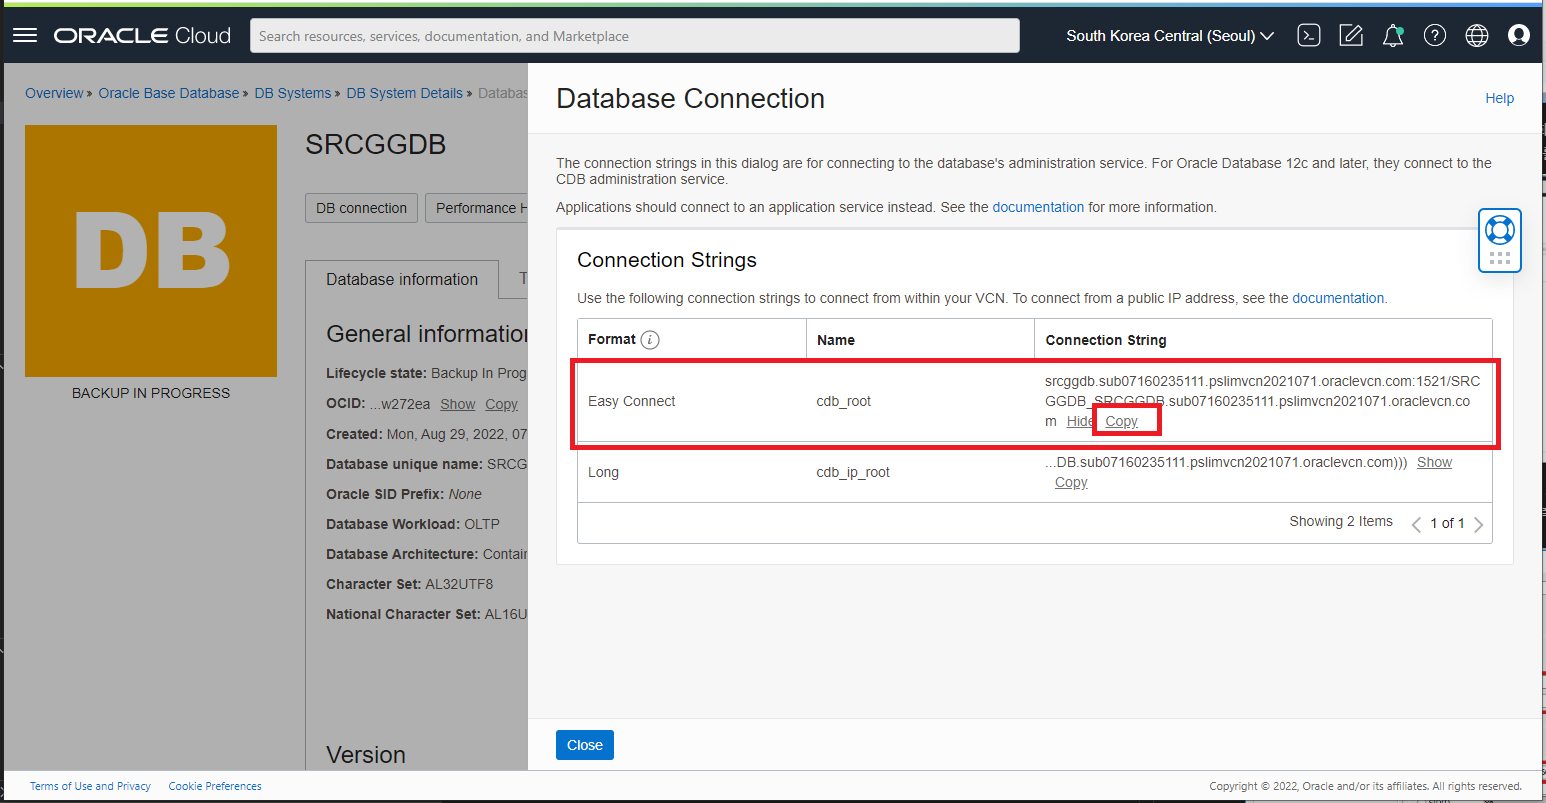 ORACLE Cloud
Search resources, services, documentation, and Marketplace
South Korea Central (Seoul)
Overview » Oracle Base Database » DB Systems » DB System Details » Databas
DB
BACKUP IN PROGRESS
SRCGGDB
DB connection
Performance H
Database information
T
General information
Lifecycle state: Backup In Prog
OCID: ...w272ea Show Copy
Created: Mon, Aug 29, 2022, 07
Database unique name: SRCG
Oracle SID Prefix: None
Database Workload: OLTP
Database Architecture: Contain
Character Set: AL32UTF8
National Character Set: AL16U
Version
Database Connection
Help
The connection strings in this dialog are for connecting to the database's administration service. For Oracle Database 12c and later, they connect to the
CDB administration service.
Applications should connect to an application service instead. See the documentation for more information.
Connection Strings
Use the following connection strings to connect from within your VCN. To connect from a public IP address, see the documentation.
Format i Name Connection String
Easy Connect
cdb_root
srcggdb.sub07160235111.pslimvcn2021071.oraclevcn.com:1521/SRC
GGDB_SRCGGDB.sub07160235111.pslimvcn2021071.oraclevcn.co
m Hide Copy
Long
cdb_ip_root
...DB.sub07160235111.pslimvcn2021071.oraclevcn.com))) Show
Copy
Showing 2 Items < 1 of 1 >
Close
Terms of Use and Privacy Cookie Preferences
Copyright © 2022, Oracle and/or its affiliates. All rights reserved.